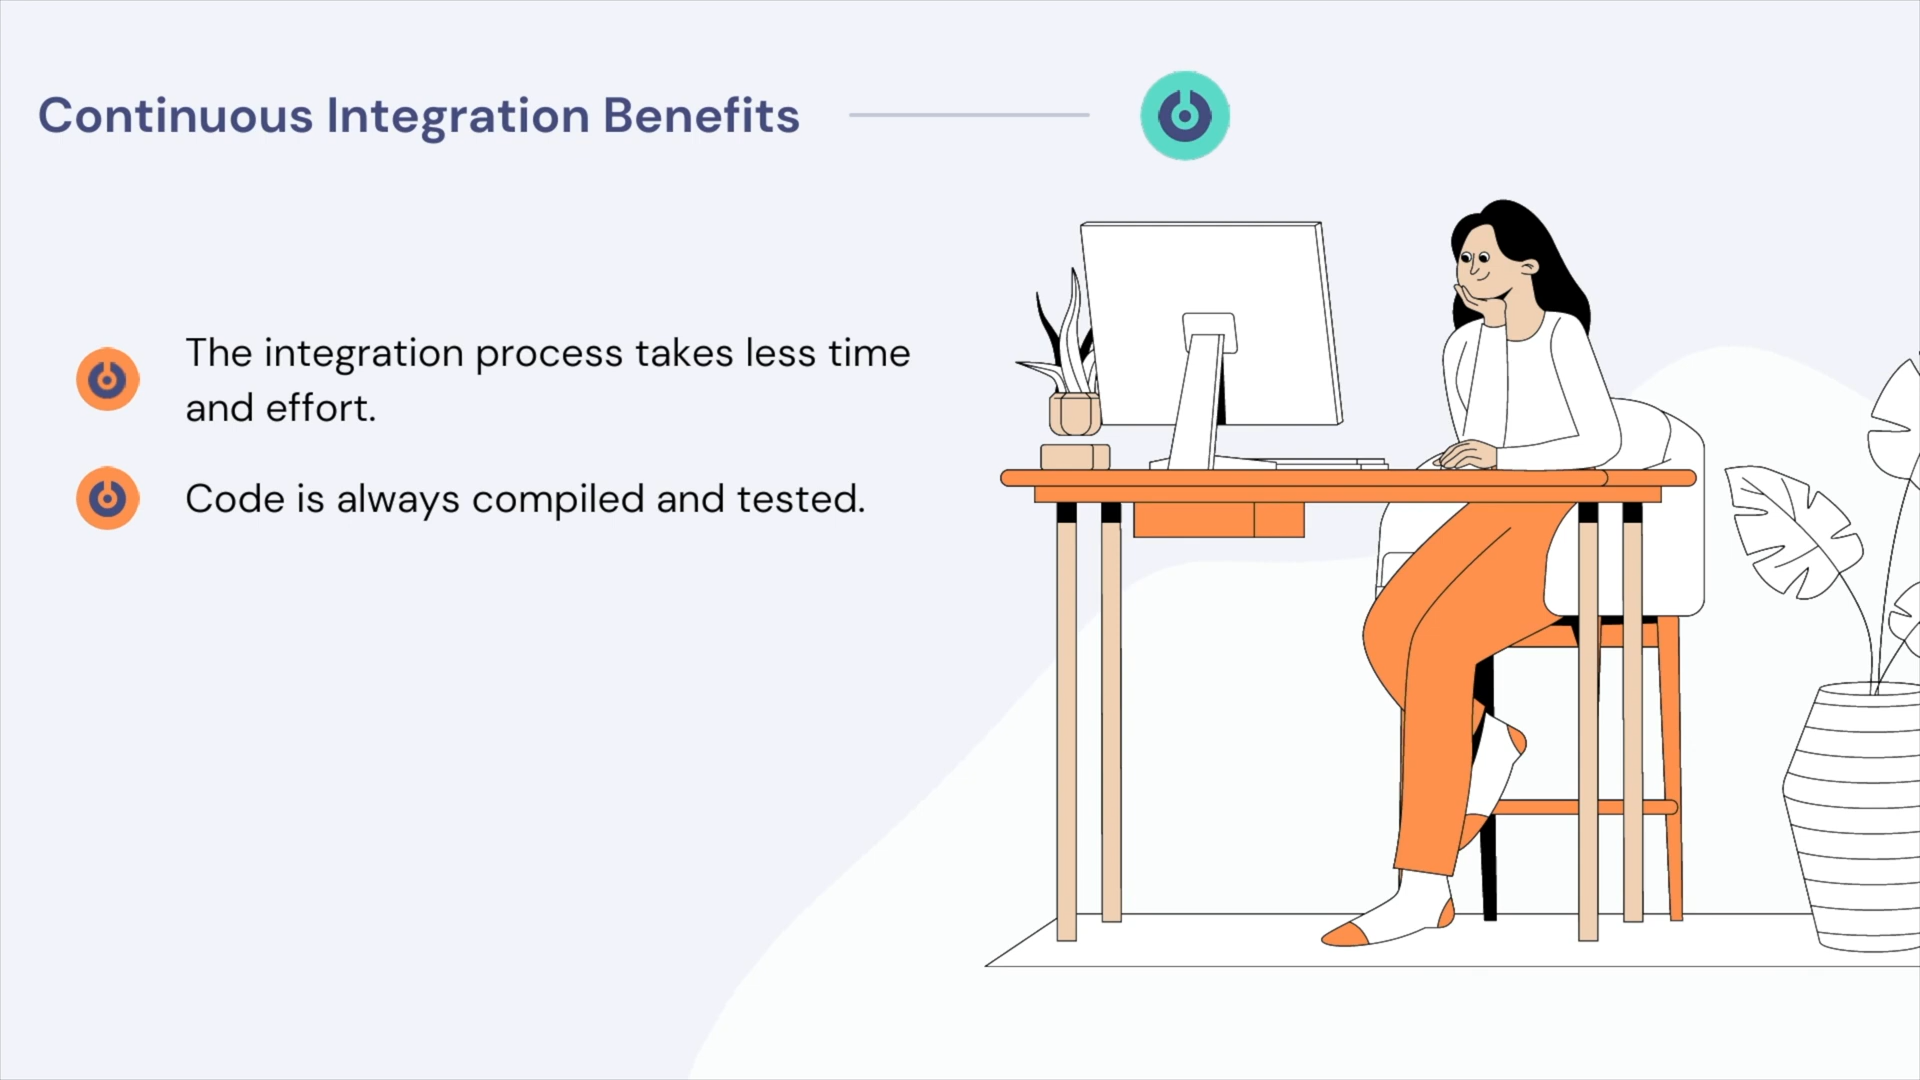 Continuous Integration Benefits
The integration process takes less time
and effort.
Code is always compiled and tested.